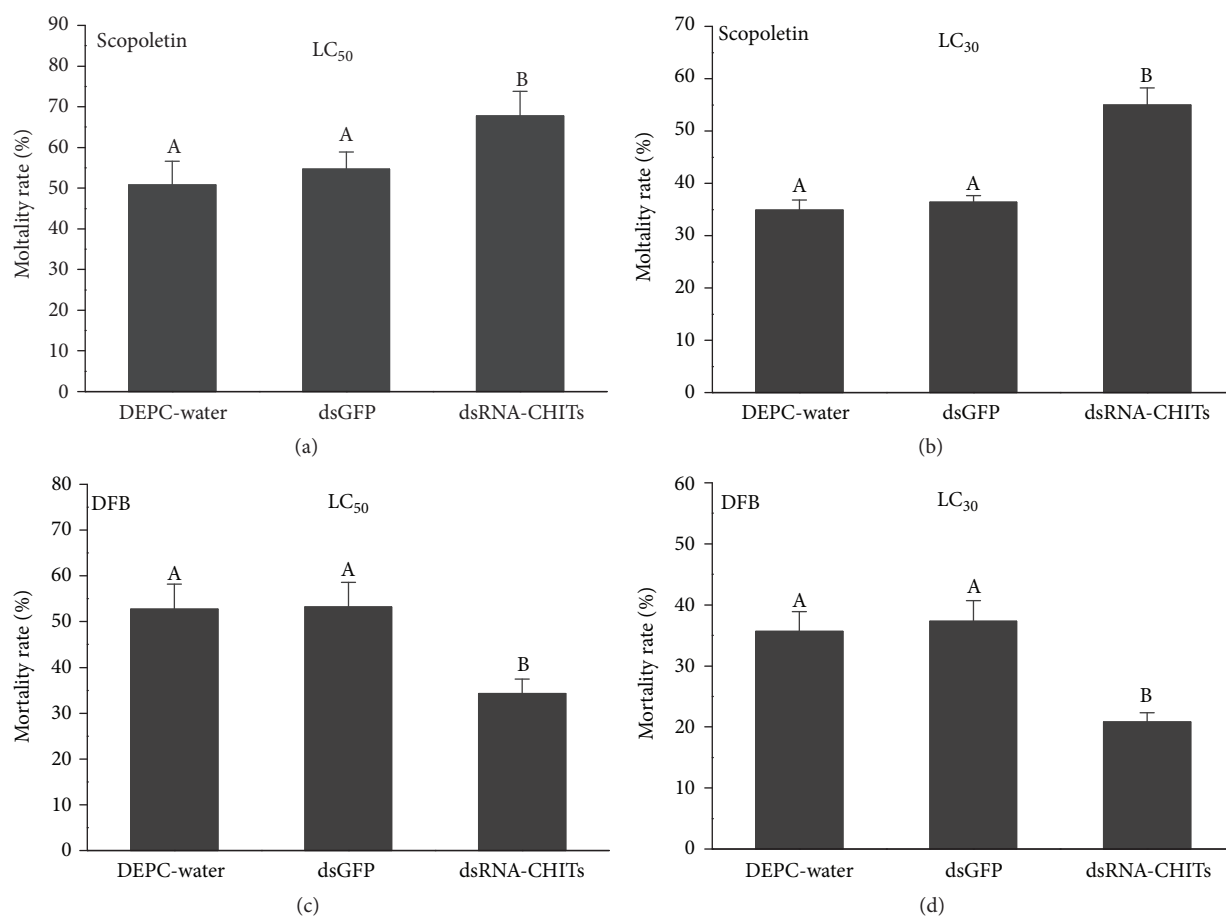 Scopoletin
LC50
Moltality rate (%)
90
80
70
60
50
40
30
20
10
0
A
A
B
DEPC-water
dsGFP
dsRNA-CHITs
(a)
Scopoletin
LC30
Moltality rate (%)
70
60
50
40
30
20
10
0
A
A
B
DEPC-water
dsGFP
dsRNA-CHITs
(b)
DFB
LC50
Mortality rate (%)
80
70
60
50
40
30
20
10
0
A
A
B
DEPC-water
dsGFP
dsRNA-CHITs
(c)
DFB
LC30
Mortality rate (%)
60
50
40
30
20
10
0
A
A
B
DEPC-water
dsGFP
dsRNA-CHITs
(d)